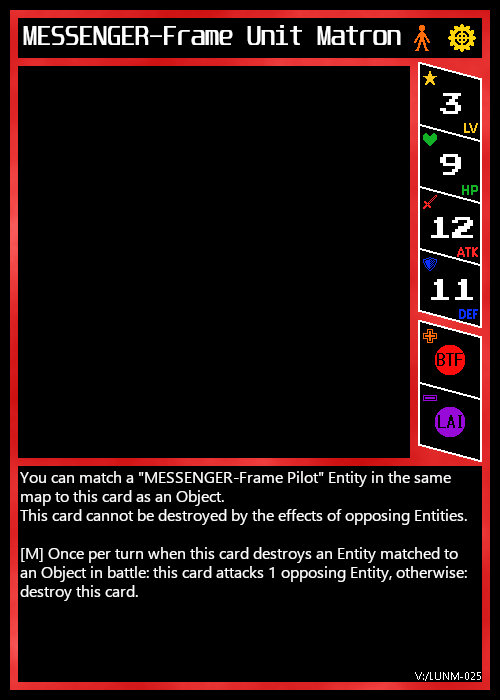 MESSENGER-Frame Unit Matron
3
LV
9
HP
12
ATK
11
DEF
BTF
LAI
You can match a "MESSENGER-Frame Pilot" Entity in the same
map to this card as an Object.
This card cannot be destroyed by the effects of opposing Entities.
[M] Once per turn when this card destroys an Entity matched to
an Object in battle: this card attacks 1 opposing Entity, otherwise:
destroy this card.
V:/LUNM-025